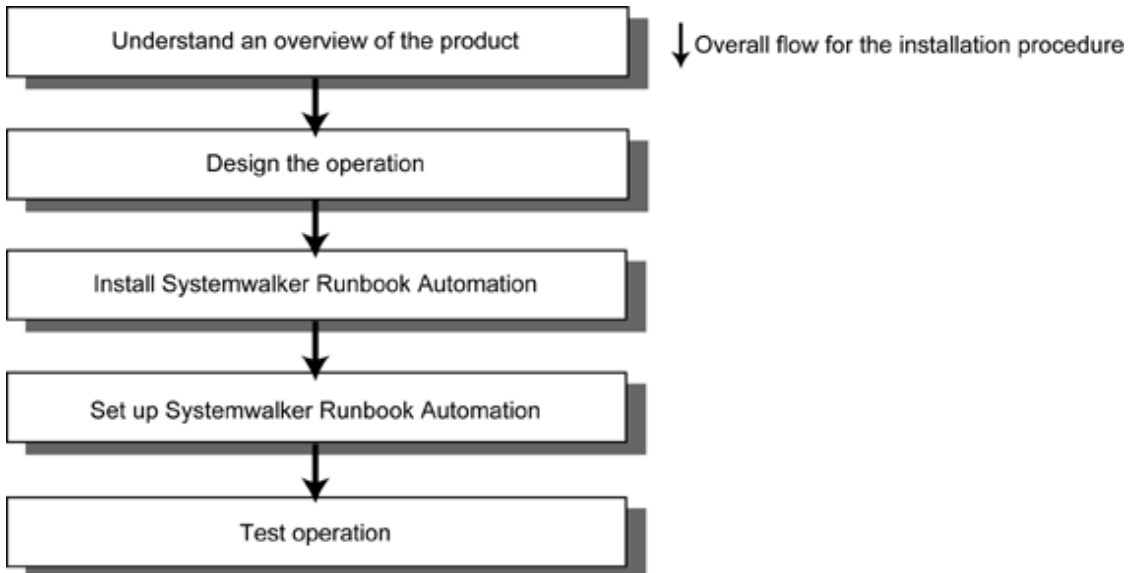 Understand an overview of the product
Overall flow for the installation procedure
Design the operation
Install Systemwalker Runbook Automation
Set up Systemwalker Runbook Automation
Test operation